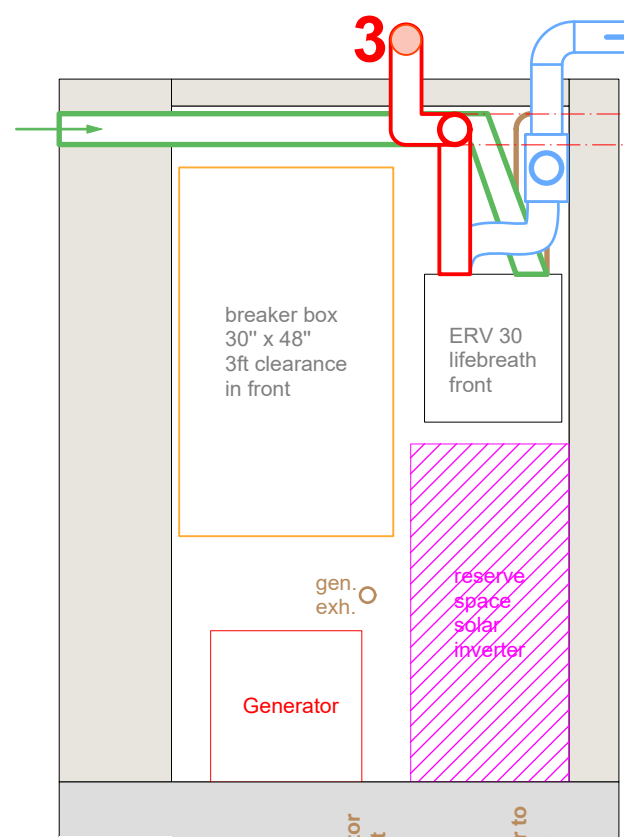 3
breaker box
30" x 48"
3ft clearance
in front
ERV 30
lifebreath
front
gen.
exh.
reserve
space
solar
inverter
Generator
r to